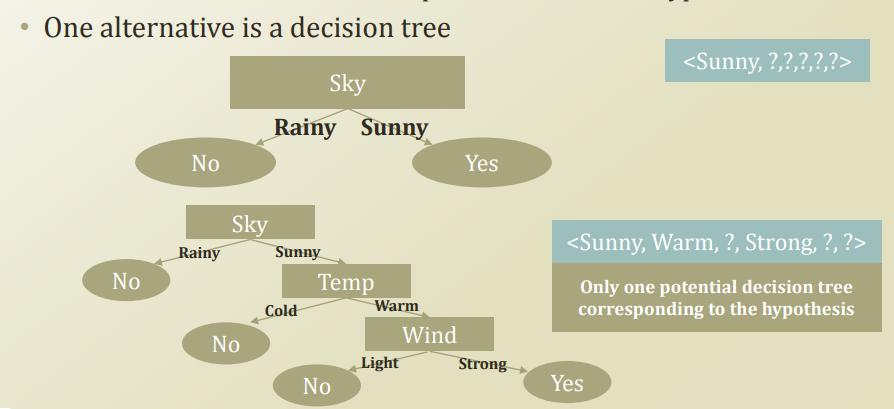 • One alternative is a decision tree
<Sunny, ?,?,?,?,?>
Sky
Rainy Sunny
No Yes
Sky
Rainy Sunny
No Temp
Cold Warm
No Wind
Light Strong
No Yes
<Sunny, Warm, ?, Strong, ?, ?>
Only one potential decision tree
corresponding to the hypothesis